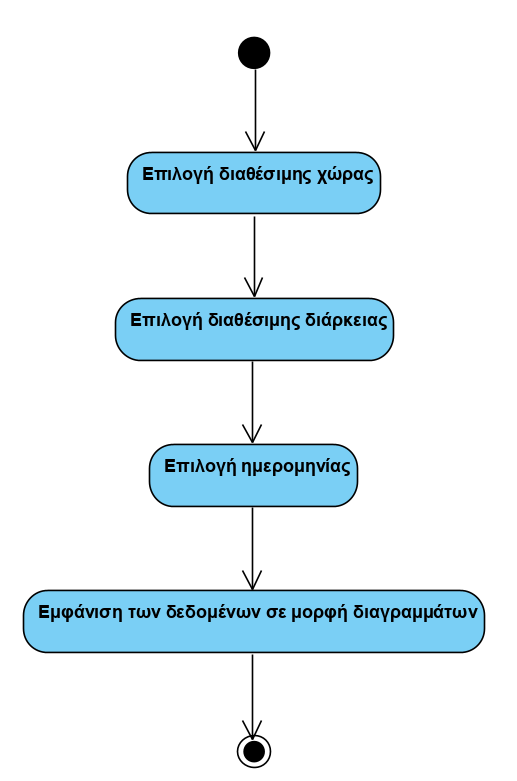 Επιλογή διαθέσιμης χώρας
Επιλογή διαθέσιμης διάρκειας
Επιλογή ημερομηνίας
Εμφάνιση των δεδομένων σε μορφή διαγραμμάτων